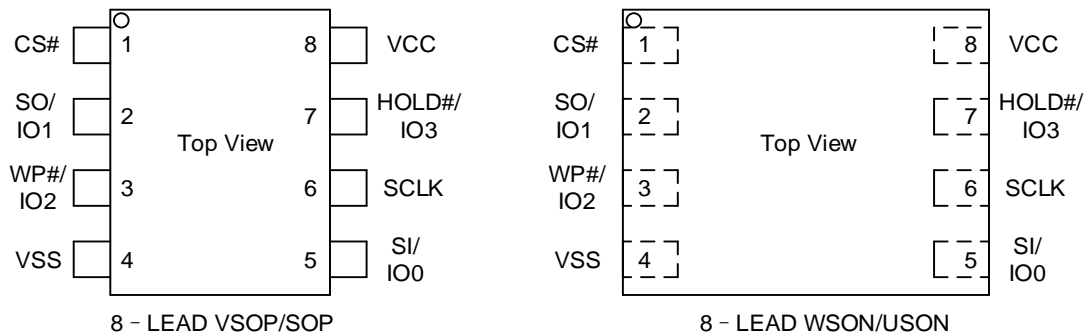 CS#
1
8
VCC
SO/
IO1
2
7
HOLD#/
IO3
Top View
WP#/
IO2
3
6
SCLK
VSS
4
5
SI/
IO0
8 – LEAD VSOP/SOP
CS#
1
8
VCC
SO/
IO1
2
7
HOLD#/
IO3
Top View
WP#/
IO2
3
6
SCLK
VSS
4
5
SI/
IO0
8 – LEAD WSON/USON